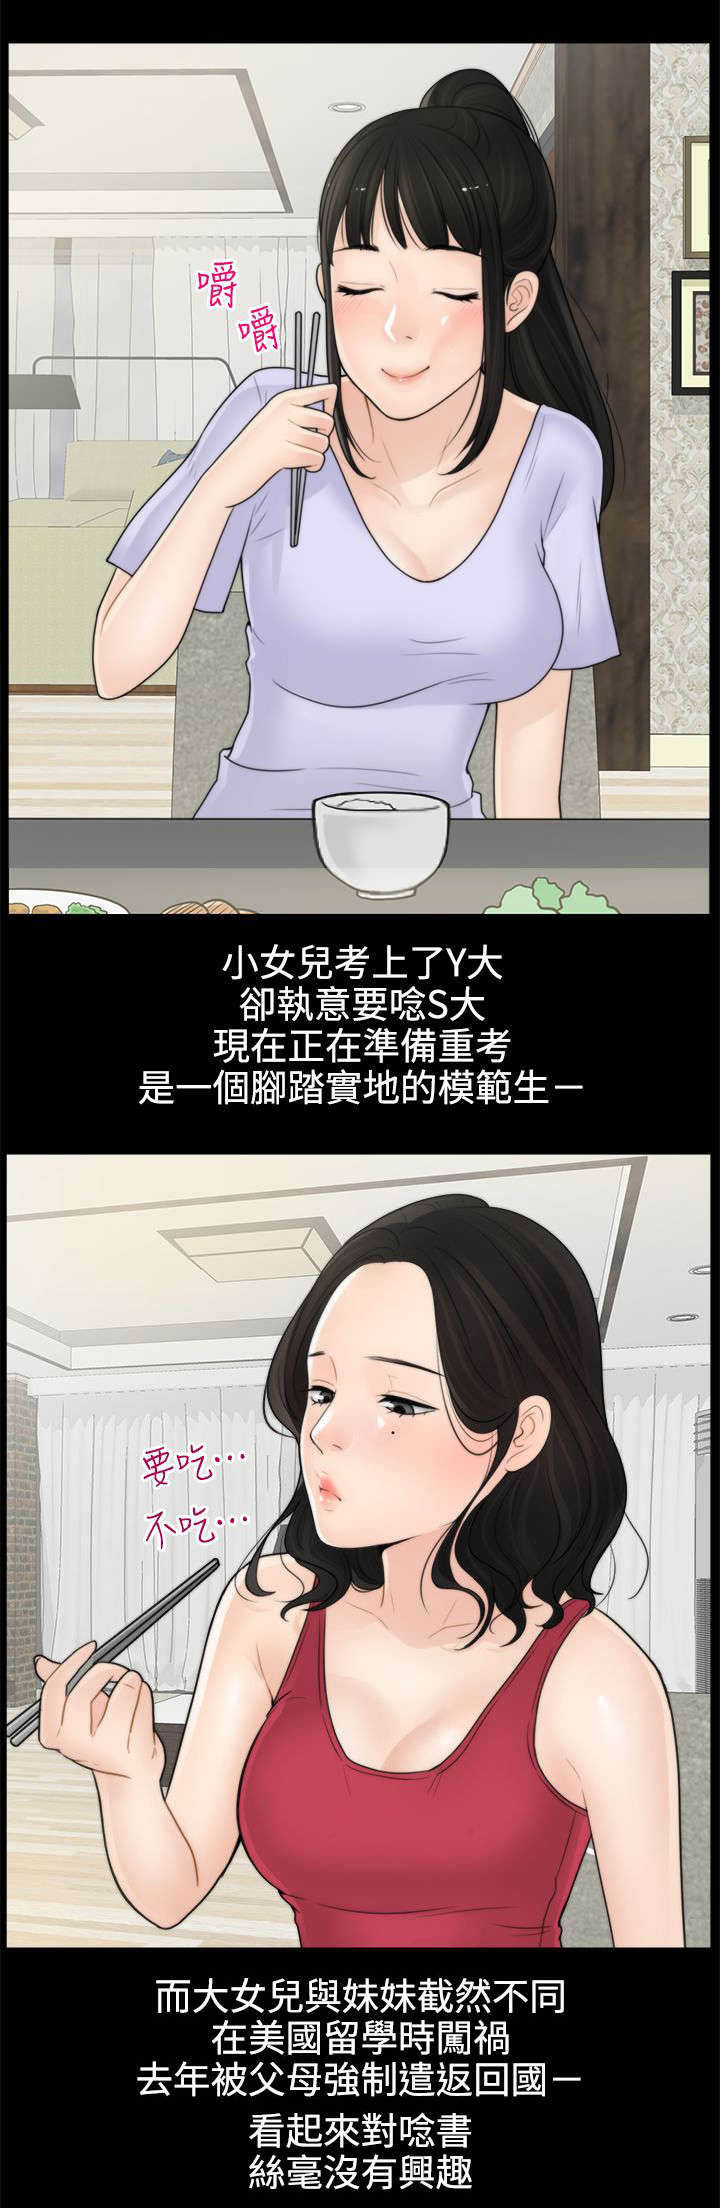 嚼
嚼
小女兒考上了Y大
卻執意要唸S大
現在正在準備重考
是一個腳踏實地的模範生－
要吃…
不吃…
而大女兒與妹妹截然不同
在美國留學時闖禍
去年被父母強制遣返回國－
看起來對唸書
絲毫沒有興趣